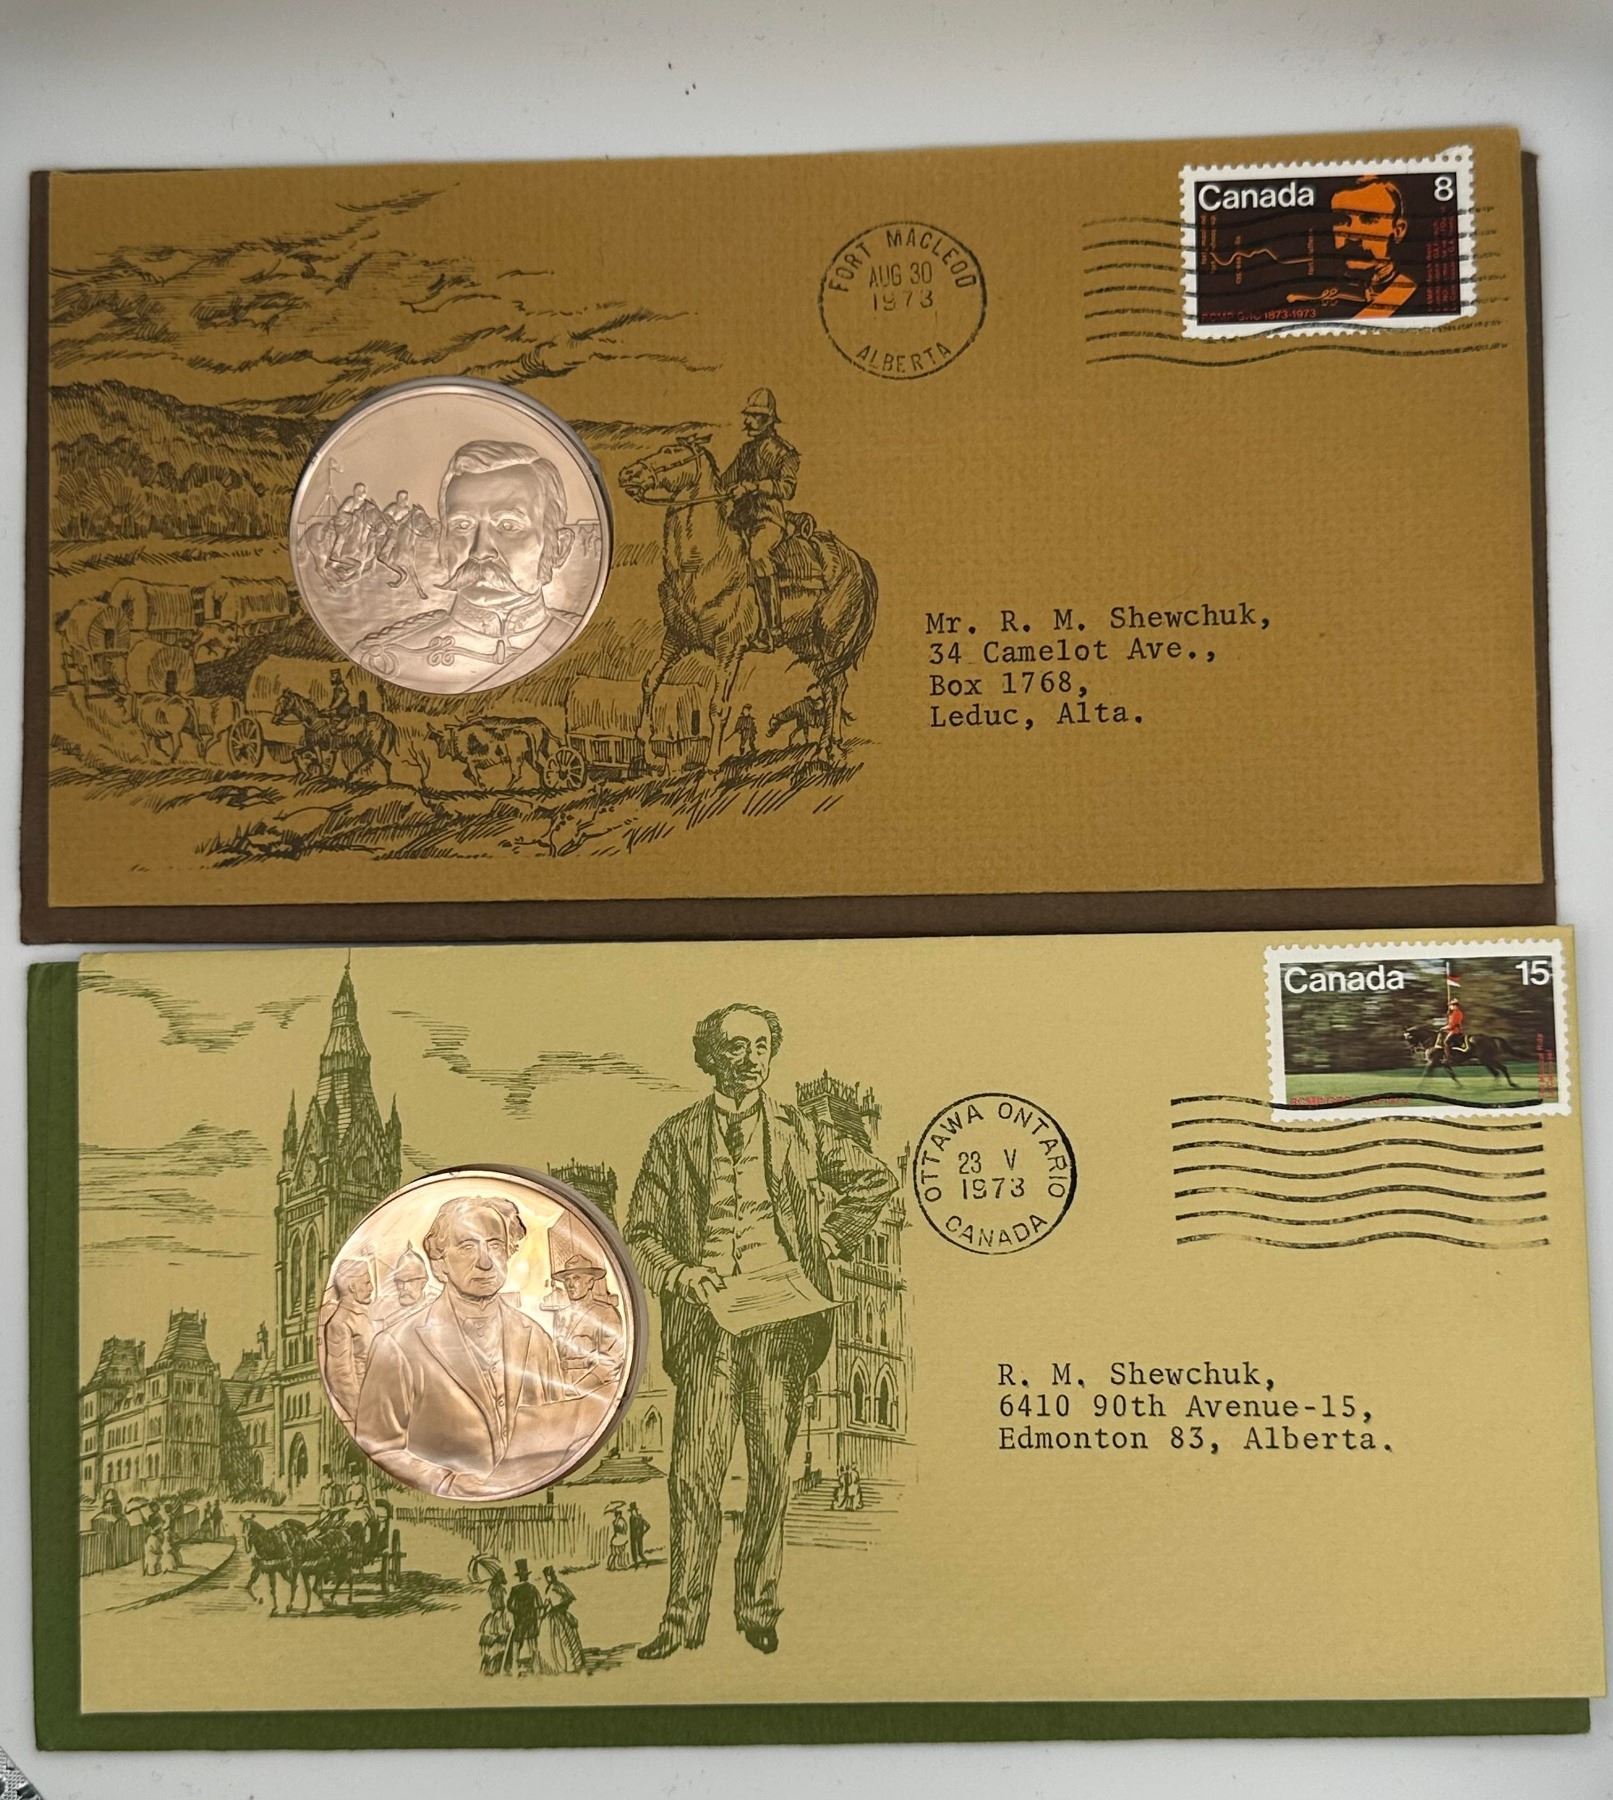 Canada 8
RCMP GRC 1873-1973
FORT MACLEOD
AUG 30
1973
ALBERTA
Mr. R. M. Shewchuk,
34 Camelot Ave.,
Box 1768,
Leduc, Alta.
Canada 15
OTTAWA ONTARIO
23 V
1973
CANADA
R. M. Shewchuk,
6410 90th Avenue-15,
Edmonton 83, Alberta.